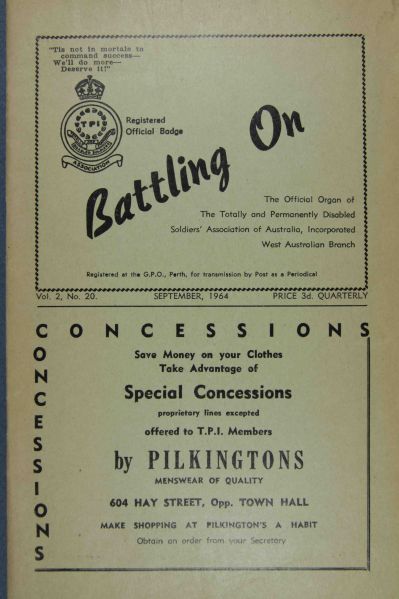 "'Tis not in mortals to
command success—
We'll do more—
Deserve it!"
TPI
ASSOCIATION
Registered
Official Badge
Battling On
The Official Organ of
The Totally and Permanently Disabled
Soldiers' Association of Australia, Incorporated
West Australian Branch
Registered at the G.P.O., Perth, for transmission by Post as a Periodical
Vol. 2, No. 20. SEPTEMBER, 1964 PRICE 3d. QUARTERLY
CONCESSIONS
CONCESSIONS
Save Money on your Clothes
Take Advantage of
Special Concessions
proprietary lines excepted
offered to T.P.I. Members
by PILKINGTONS
MENSWEAR OF QUALITY
604 HAY STREET, Opp. TOWN HALL
MAKE SHOPPING AT PILKINGTON'S A HABIT
Obtain an order from your Secretary